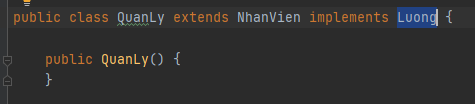 public class QuanLy extends NhanVien implements Luong {
public QuanLy() {
}